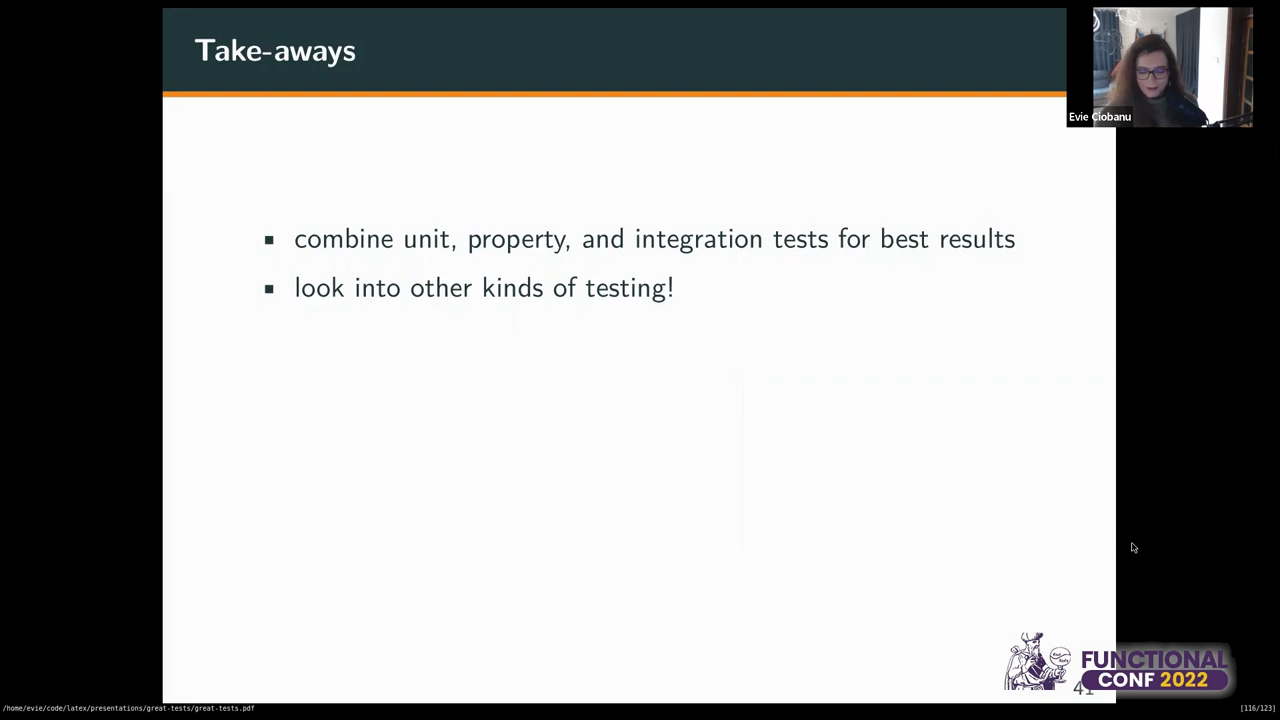 Take-aways
Evie Ciobanu
▪ combine unit, property, and integration tests for best results
▪ look into other kinds of testing!
FUNCTIONAL
CONF 2022
41
/home/evie/code/latex/presentations/great-tests/great-tests.pdf
[116/123]